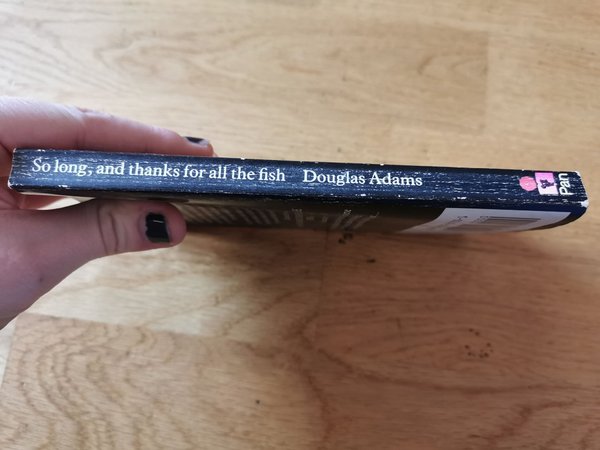 So long, and thanks for all the fish Douglas Adams Pan